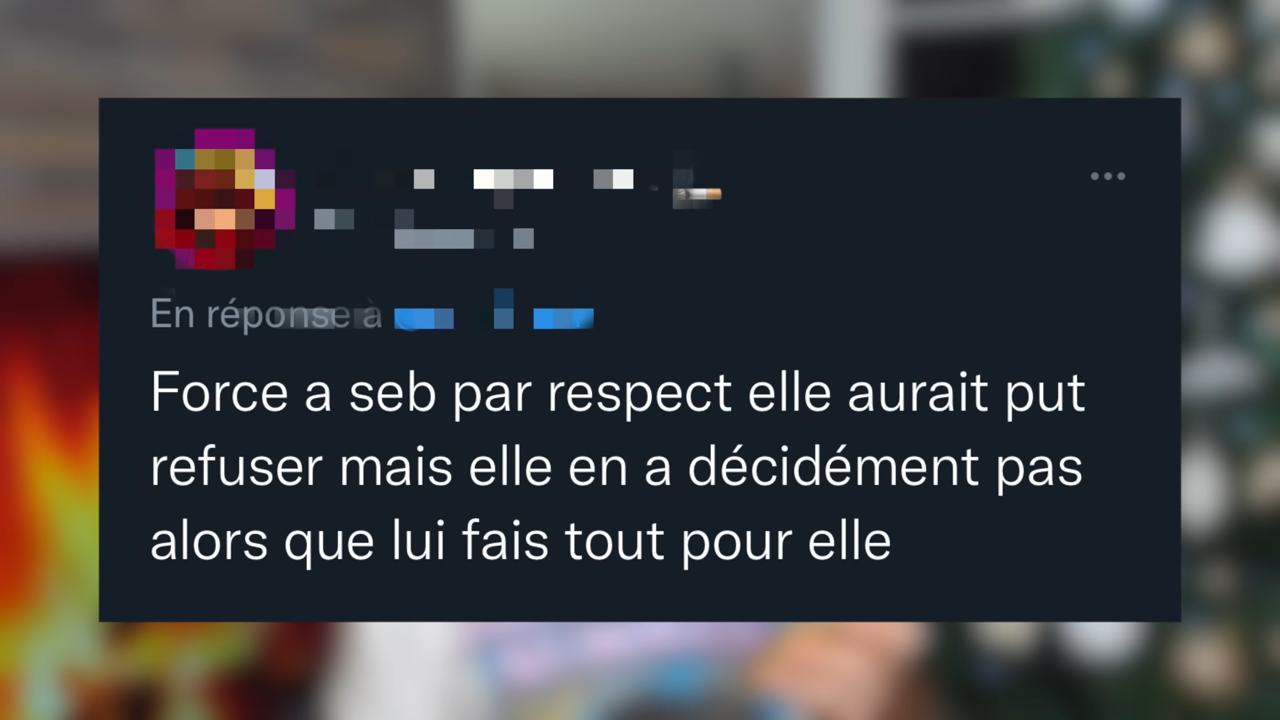 En réponse à
Force a seb par respect elle aurait put
refuser mais elle en a décidément pas
alors que lui fais tout pour elle